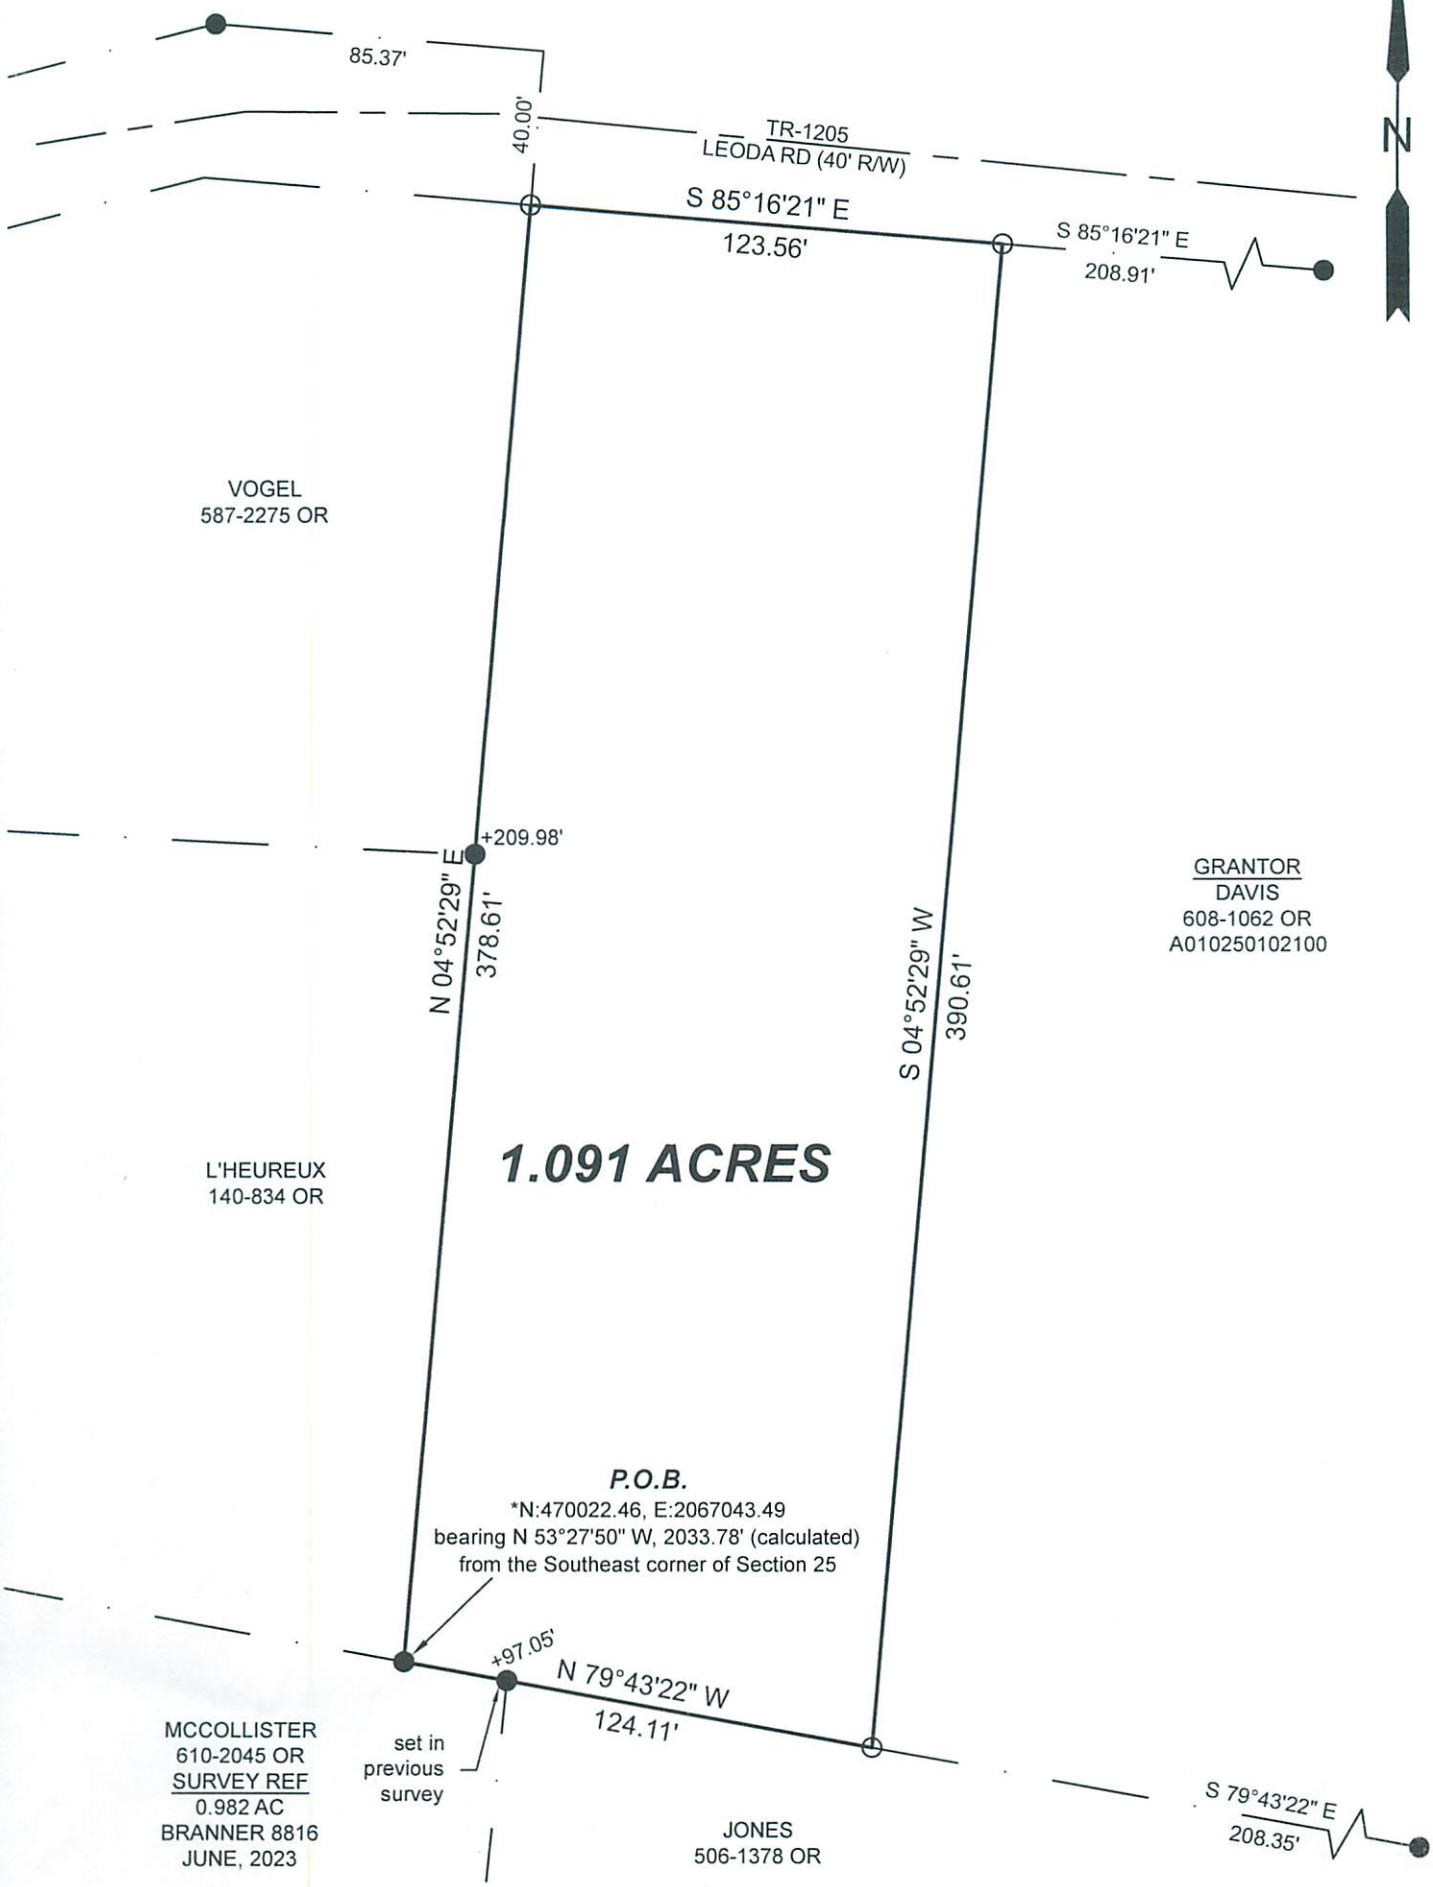 85.37'
40.00'
N
TR-1205
LEODA RD (40' R/W)
S 85°16'21" E
123.56'
S 85°16'21" E
208.91'
VOGEL
587-2275 OR
+209.98'
N 04°52'29" E
378.61'
S 04°52'29" W
390.61'
GRANTOR
DAVIS
608-1062 OR
A010250102100
L'HEUREUX
140-834 OR
1.091 ACRES
P.O.B.
*N:470022.46, E:2067043.49
bearing N 53°27'50" W, 2033.78' (calculated)
from the Southeast corner of Section 25
+97.05'
N 79°43'22" W
124.11'
set in
previous
survey
MCCOLLISTER
610-2045 OR
SURVEY REF
0.982 AC
BRANNER 8816
JUNE, 2023
JONES
506-1378 OR
S 79°43'22" E
208.35'